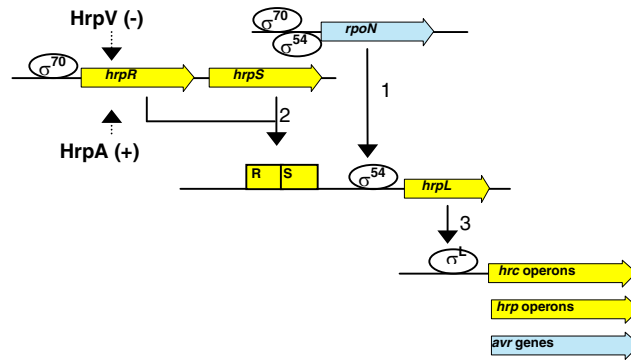 HrpV (-)
σ70
rpoN
σ54
σ70
hrpR
hrpS
1
2
HrpA (+)
R
S
σ54
hrpL
3
σL
hrc operons
hrp operons
avr genes